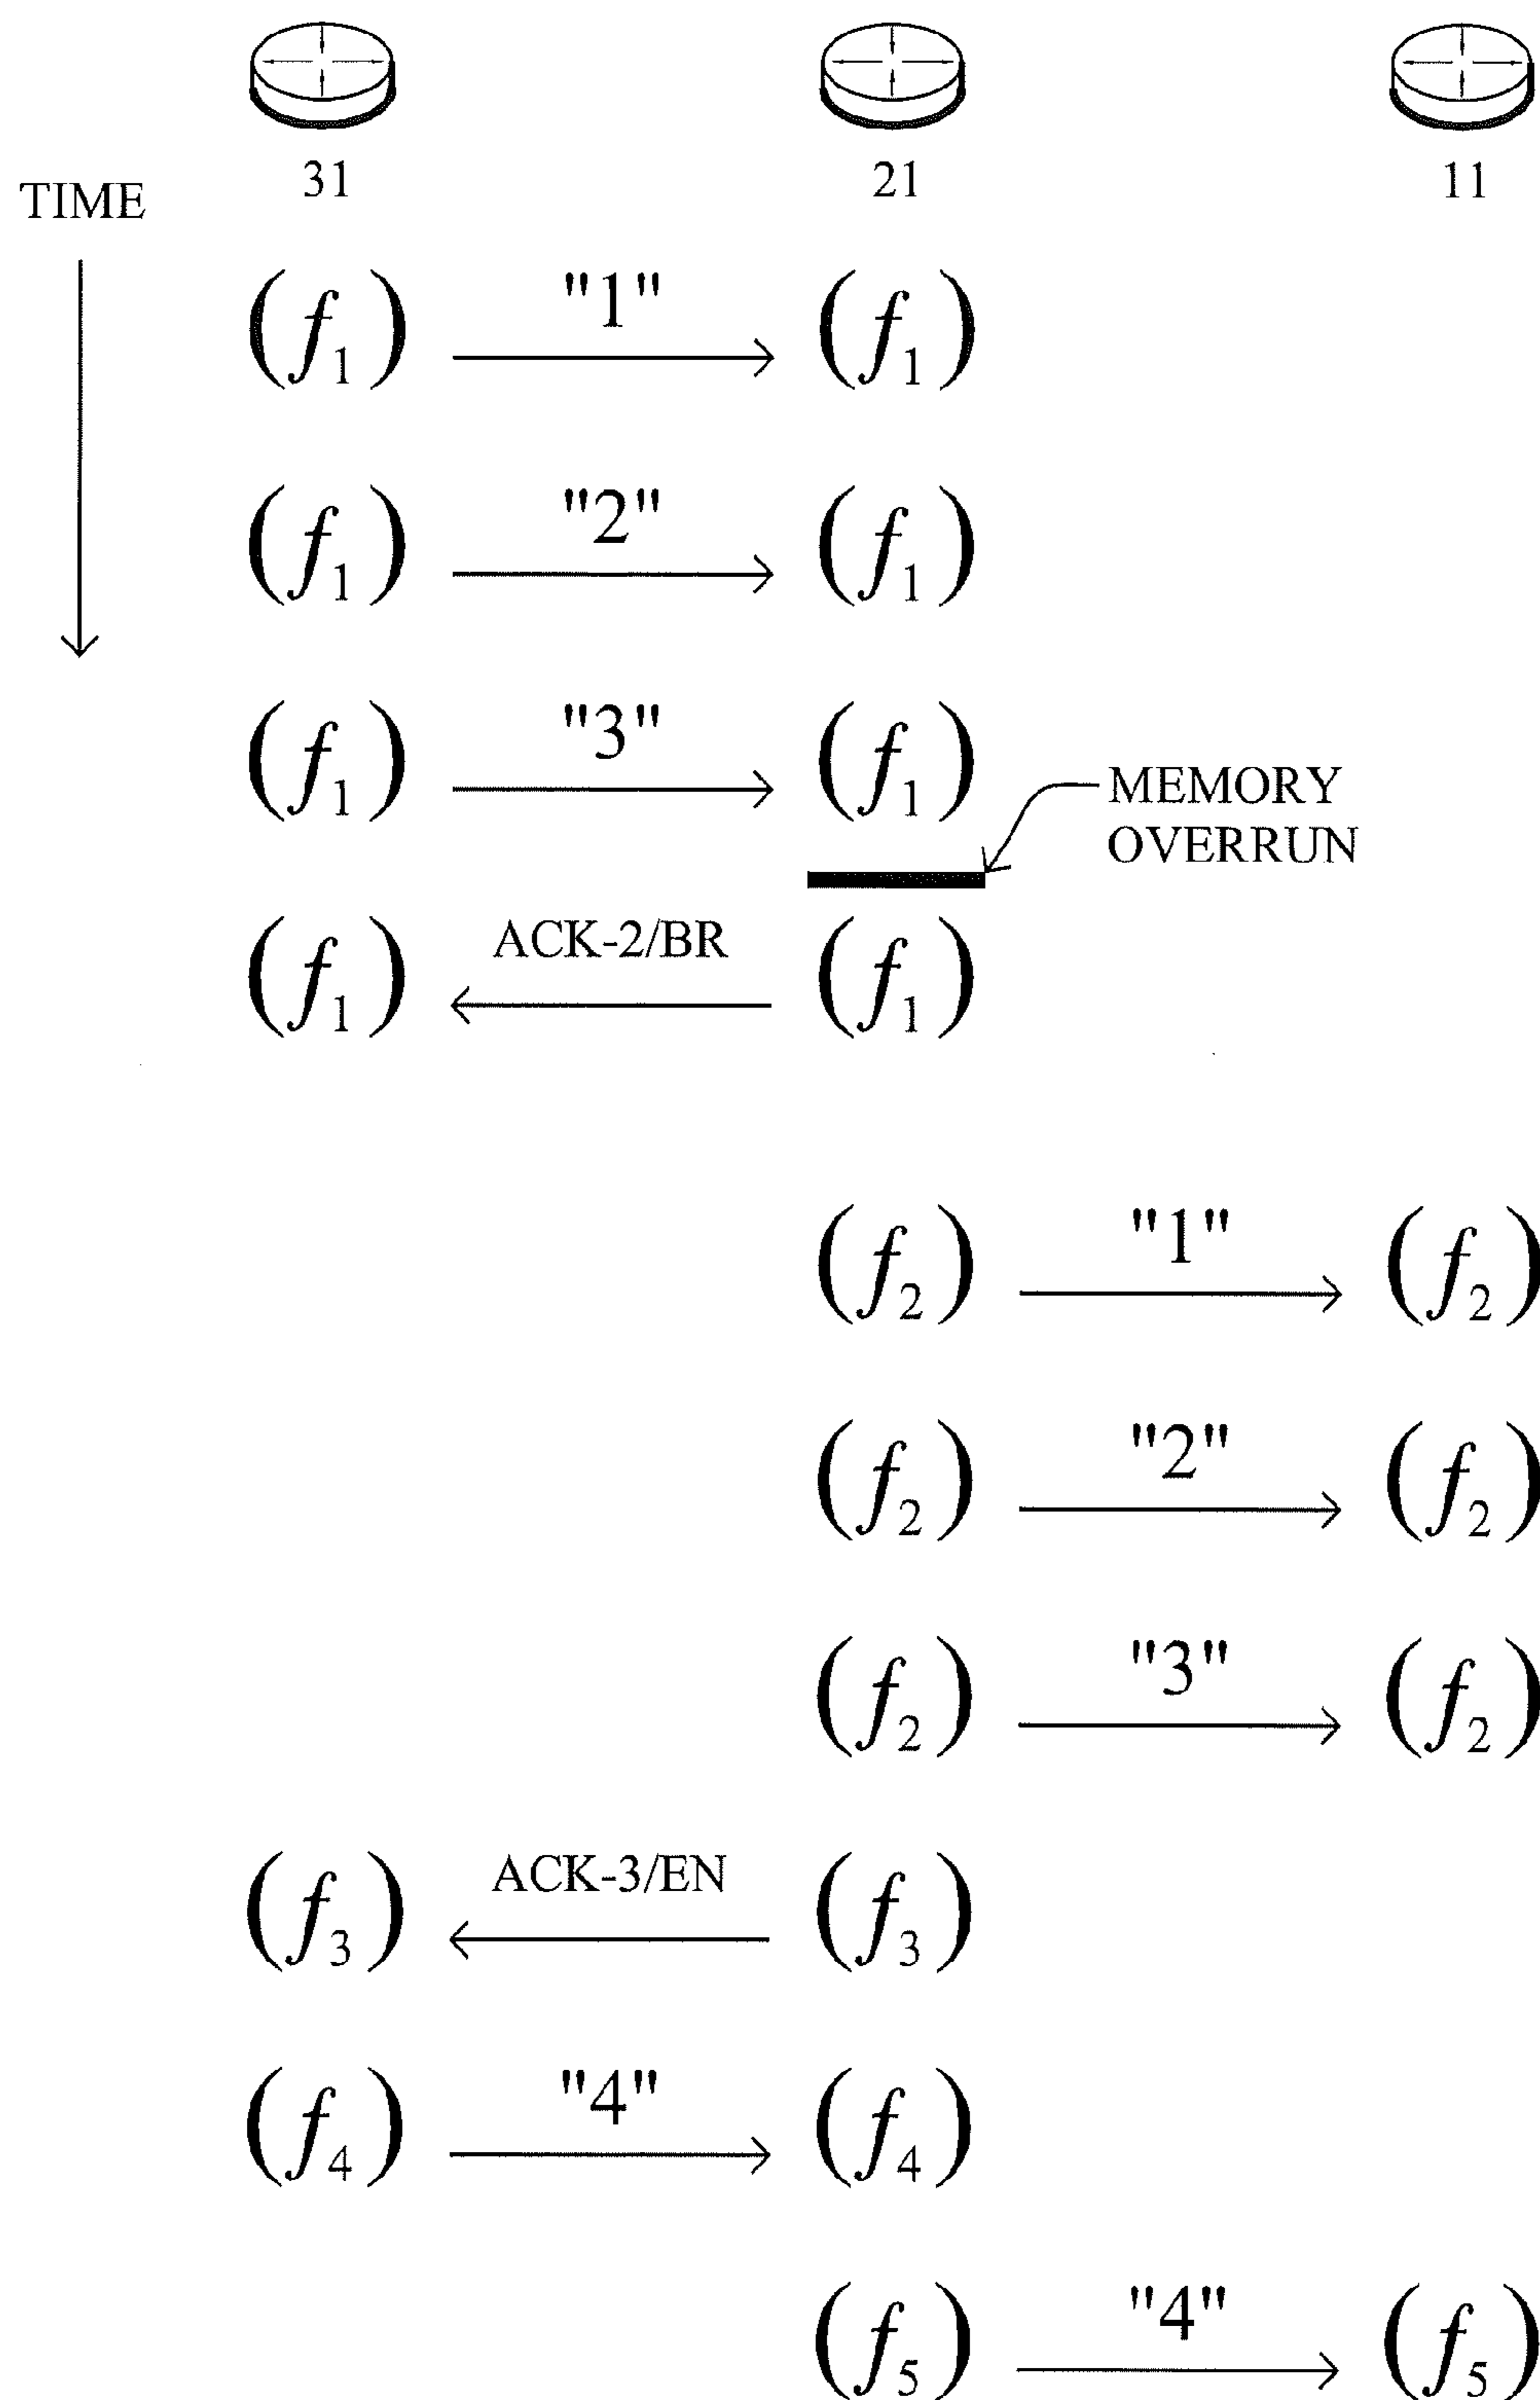 31 21 11
TIME
(f1) "1" (f1)
(f1) "2" (f1)
(f1) "3" (f1)
MEMORY
OVERRUN
(f1) ACK-2/BR (f1)
(f2) "1" (f2)
(f2) "2" (f2)
(f2) "3" (f2)
(f3) ACK-3/EN (f3)
(f4) "4" (f4)
(f5) "4" (f5)